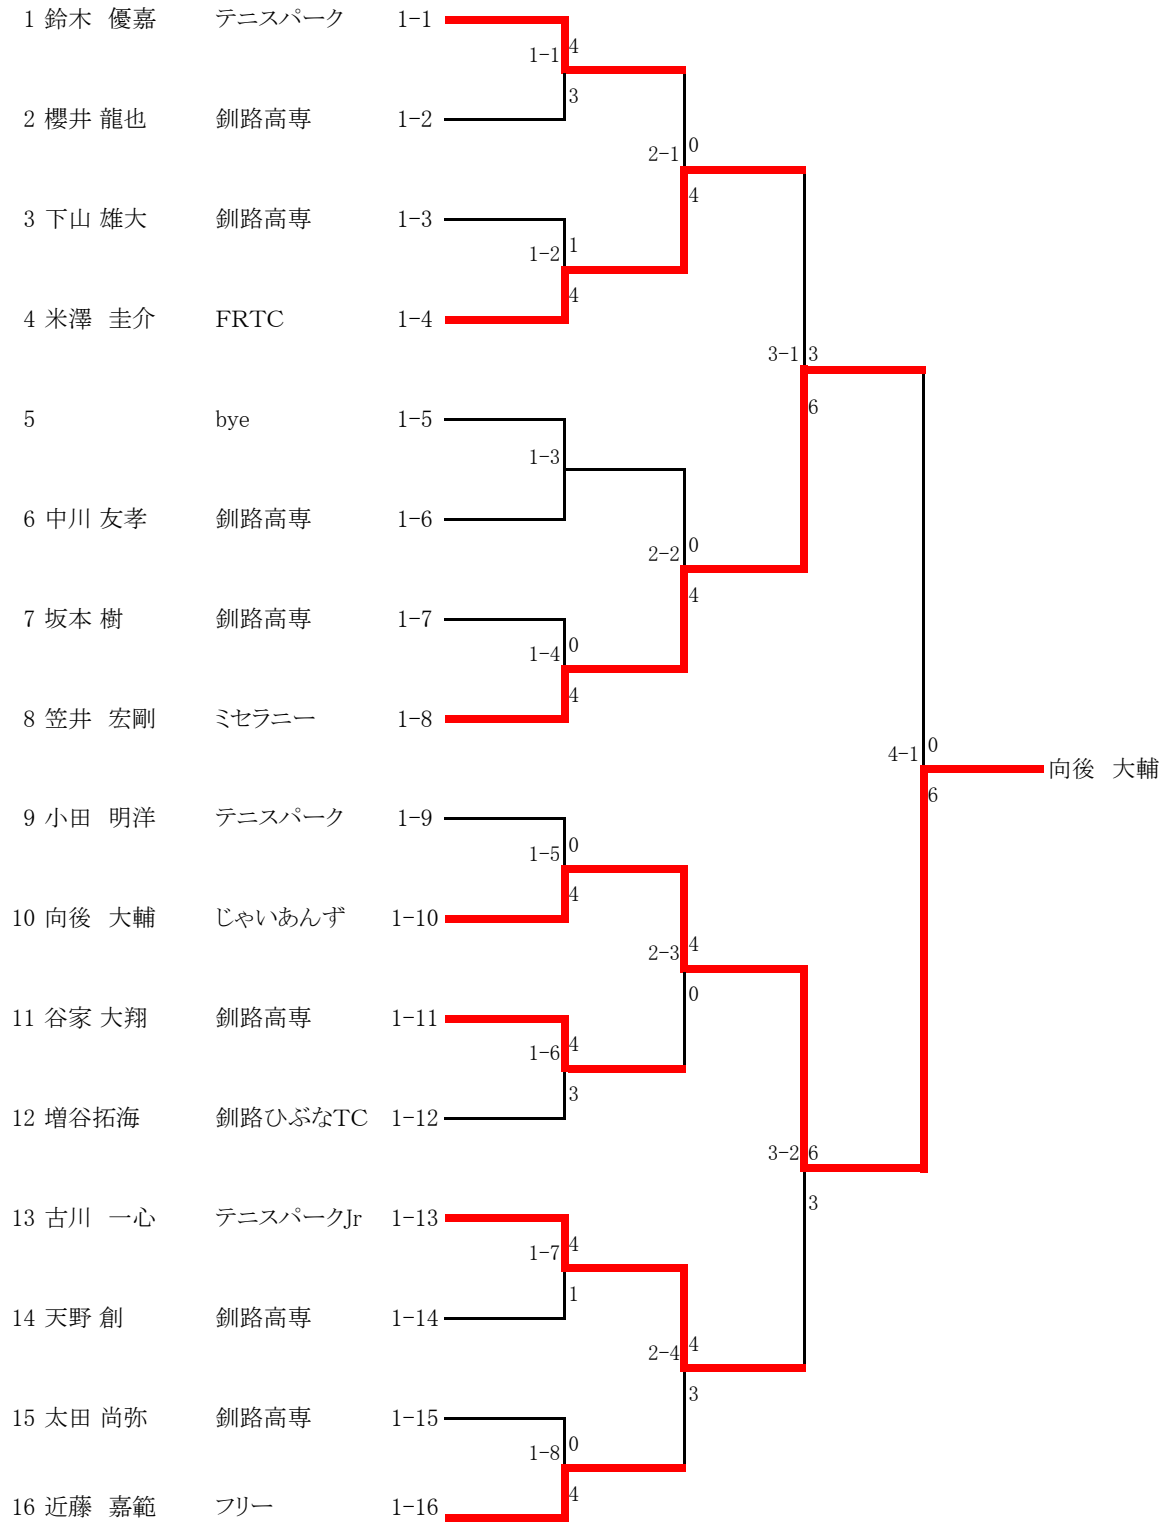 1 鈴木 優嘉 テニスパーク 1-1
4
1-1
3
2 櫻井 龍也 釧路高専 1-2
0
2-1
4
3 下山 雄大 釧路高専 1-3
1
1-2
4
4 米澤 圭介 FRTC 1-4
3-1 3
6
5 bye 1-5
1-3
6 中川 友孝 釧路高専 1-6
0
2-2
4
7 坂本 樹 釧路高専 1-7
0
1-4
4
8 笠井 宏剛 ミセラニー 1-8
0
4-1
向後 大輔
6
9 小田 明洋 テニスパーク 1-9
0
1-5
4
10 向後 大輔 じゃいあんず 1-10
4
2-3
0
11 谷家 大翔 釧路高専 1-11
4
1-6
3
12 増谷拓海 釧路ひぶなTC 1-12
3-2 6
3
13 古川 一心 テニスパークJr 1-13
4
1-7
1
14 天野 創 釧路高専 1-14
4
2-4
3
15 太田 尚弥 釧路高専 1-15
0
1-8
4
16 近藤 嘉範 フリー 1-16